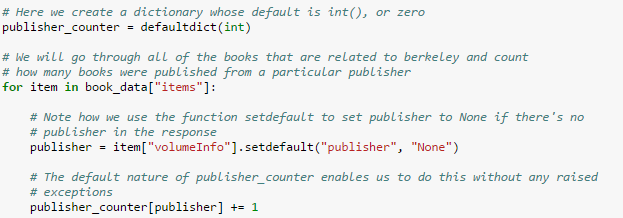 # Here we create a dictionary whose default is int(), or zero
publisher_counter = defaultdict(int)
# We will go through all of the books that are related to berkeley and count
# how many books were published from a particular publisher
for item in book_data["items"]:
# Note how we use the function setdefault to set publisher to None if there's no
# publisher in the response
publisher = item["volumeInfo"].setdefault("publisher", "None")
# The default nature of publisher_counter enables us to do this without any raised
# exceptions
publisher_counter[publisher] += 1